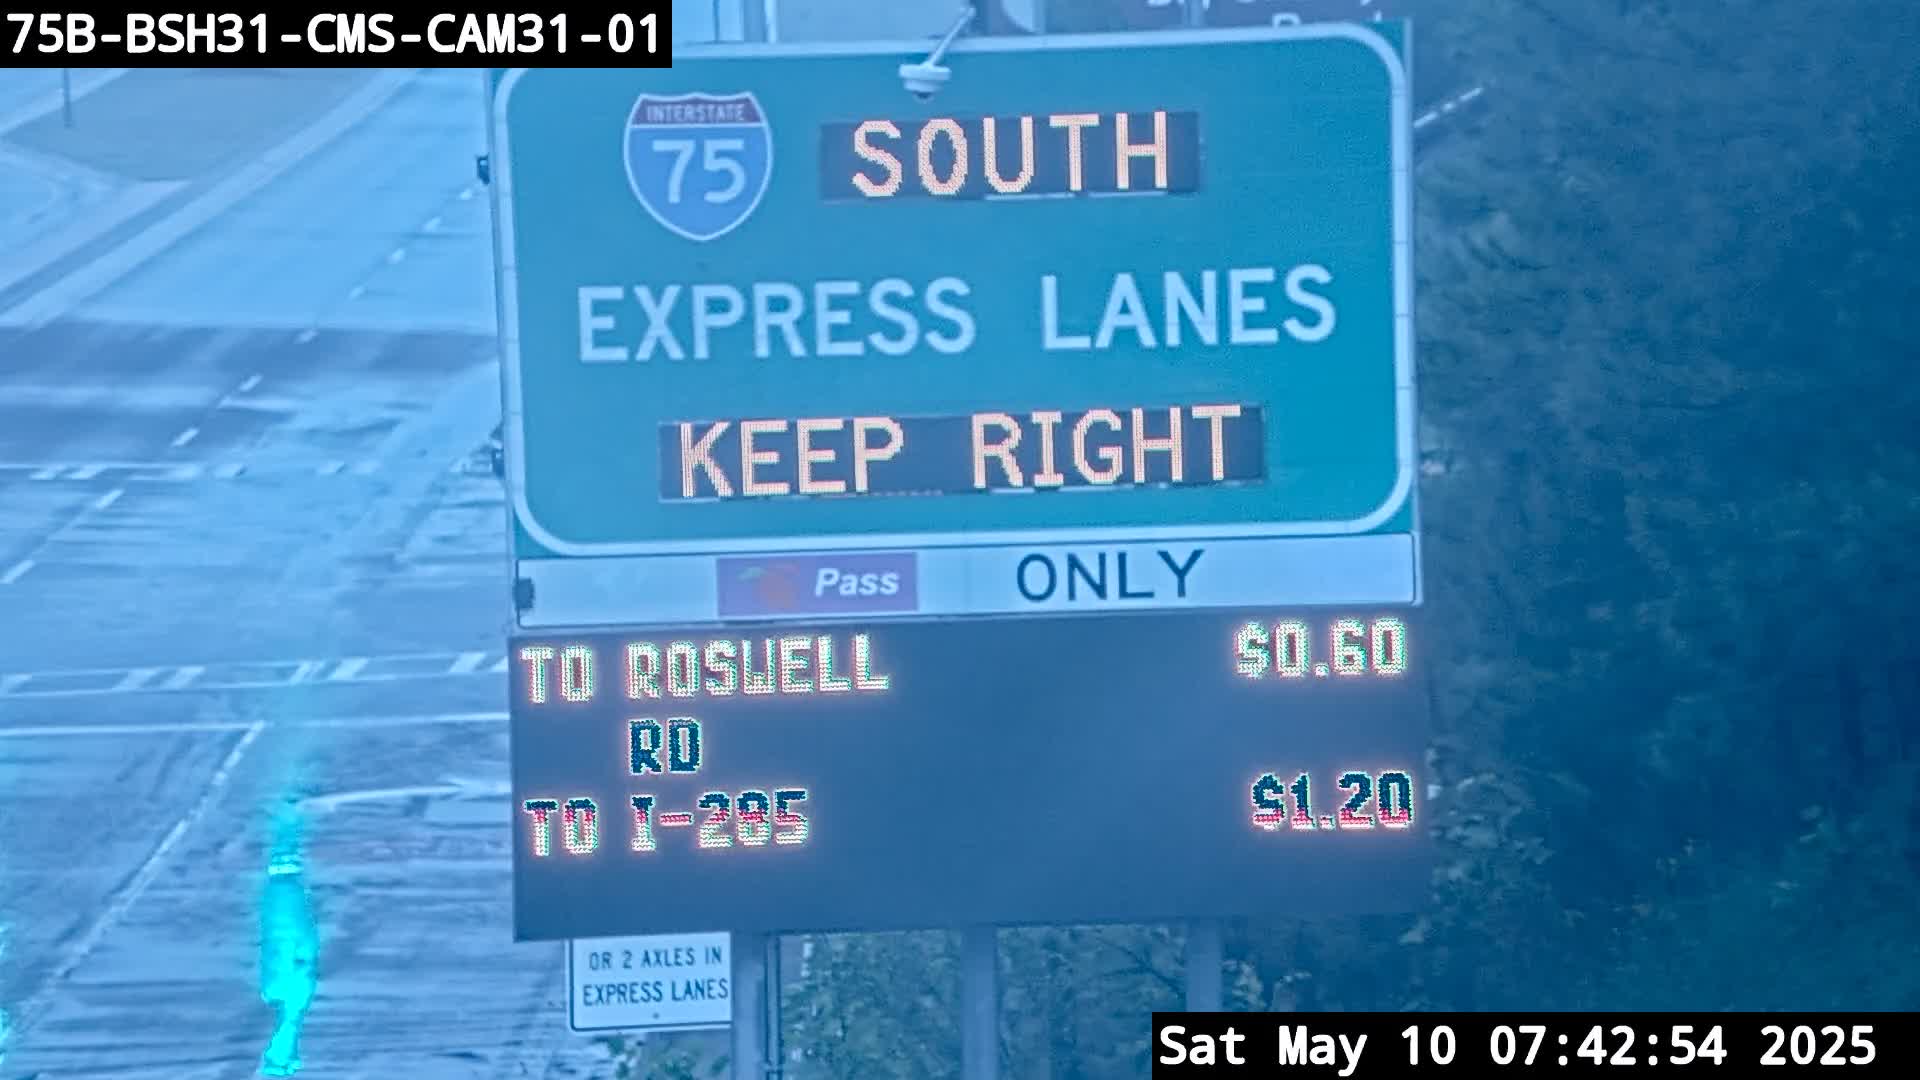 75B-BSH31-CMS-CAM31-01
INTERSTATE
75
SOUTH
EXPRESS LANES
KEEP RIGHT
Pass ONLY
TO ROSWELL $0.60
RD
TO I-285 $1.20
OR 2 AXLES IN
EXPRESS LANES
Sat May 10 07:42:54 2025